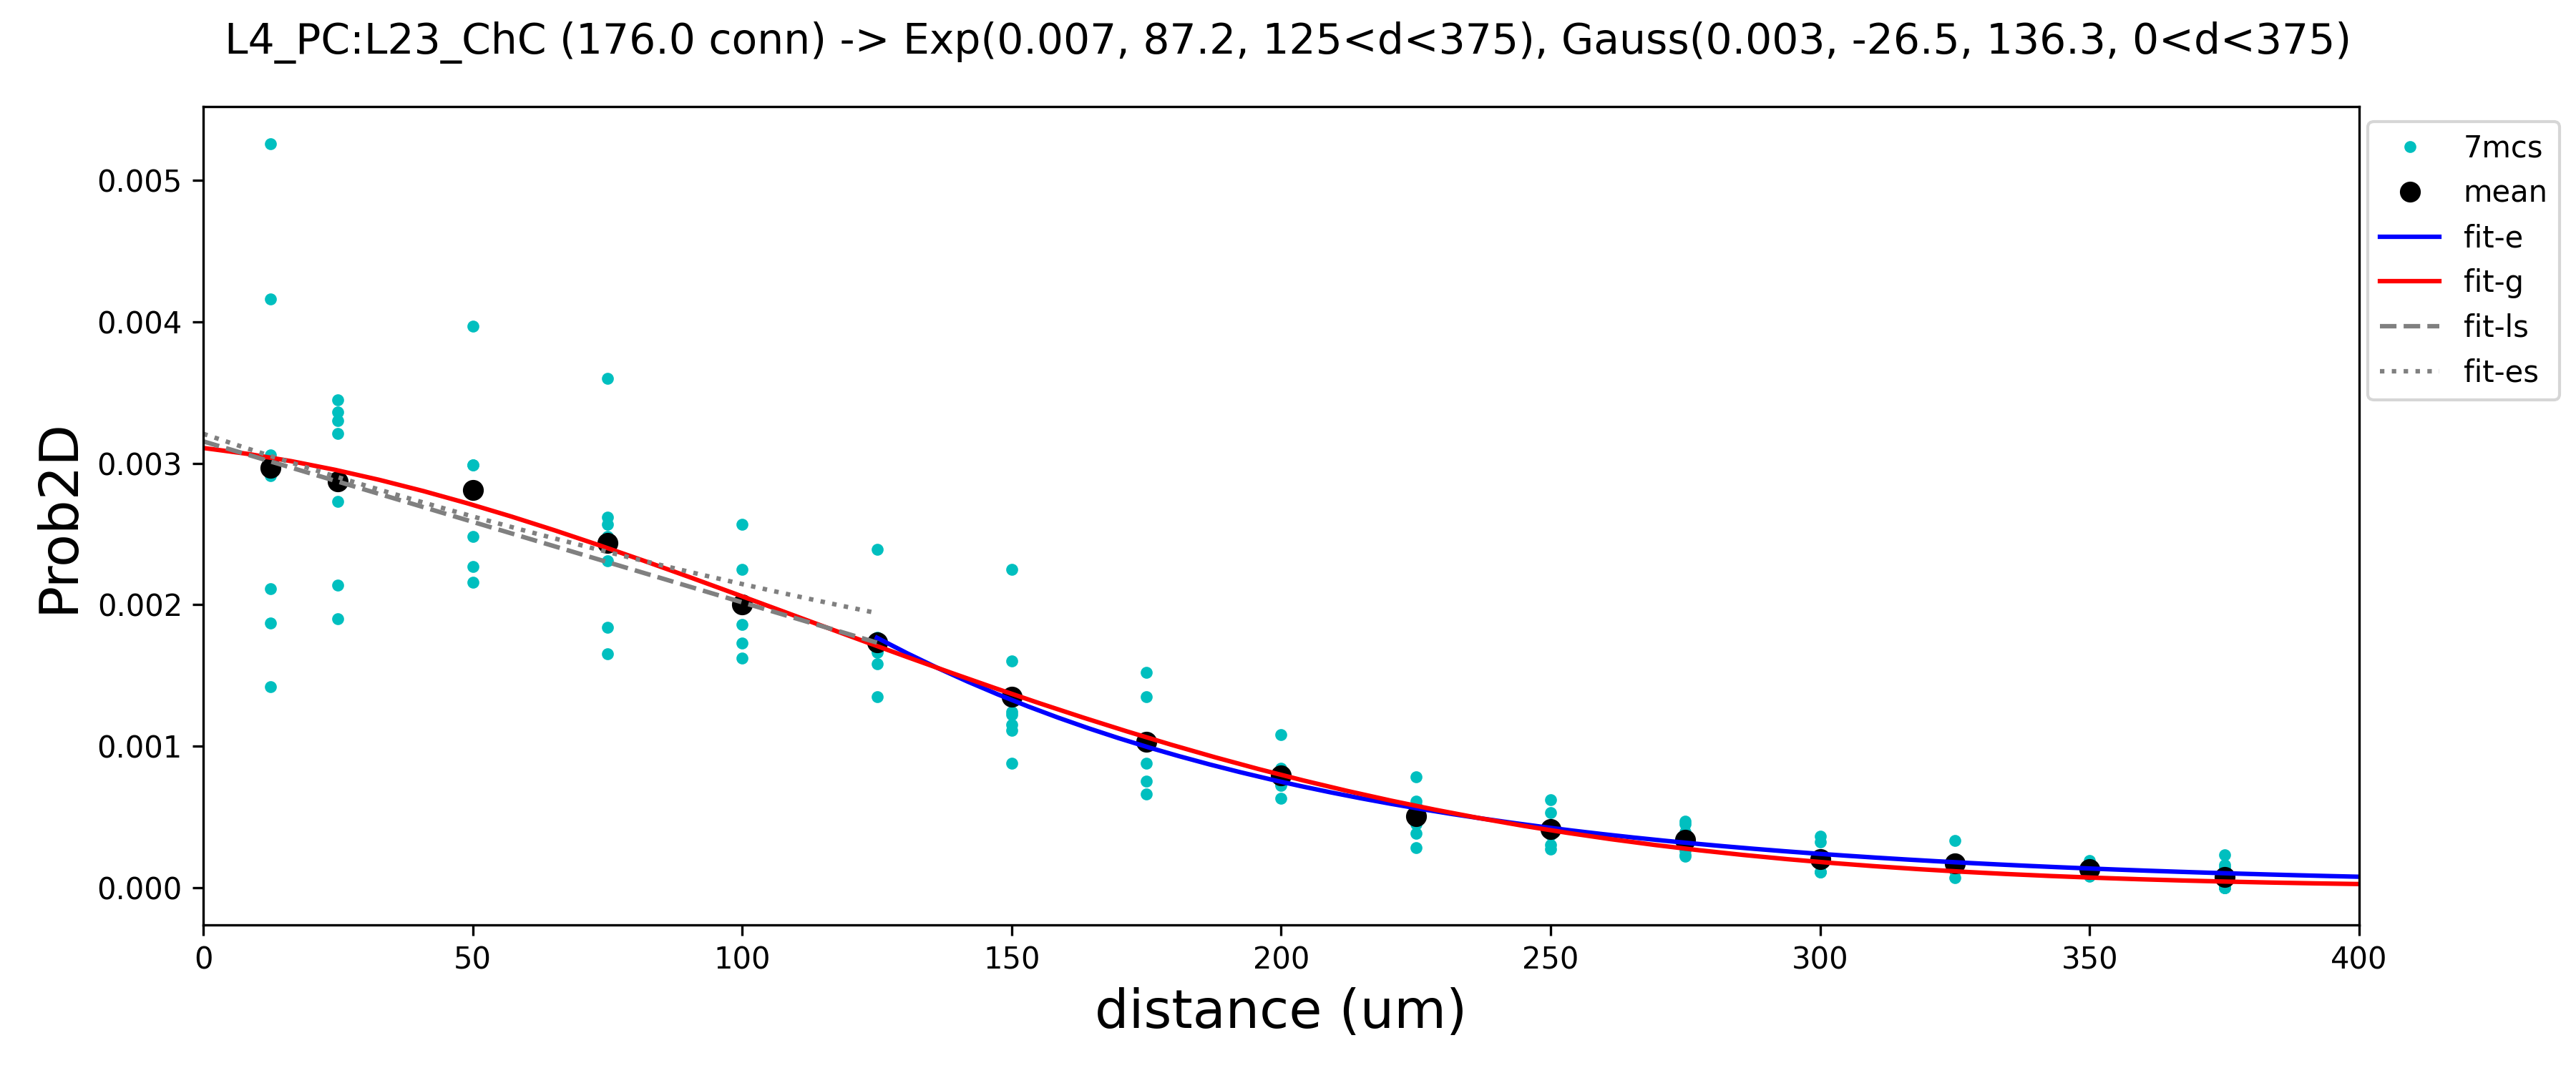 L4_PC:L23_ChC (176.0 conn) -> Exp(0.007, 87.2, 125<d<375), Gauss(0.003, -26.5, 136.3, 0<d<375)
7mcs
mean
fit-e
fit-g
fit-ls
fit-es
Prob2D
0.005
0.004
0.003
0.002
0.001
0.000
0 50 100 150 200 250 300 350 400
distance (um)